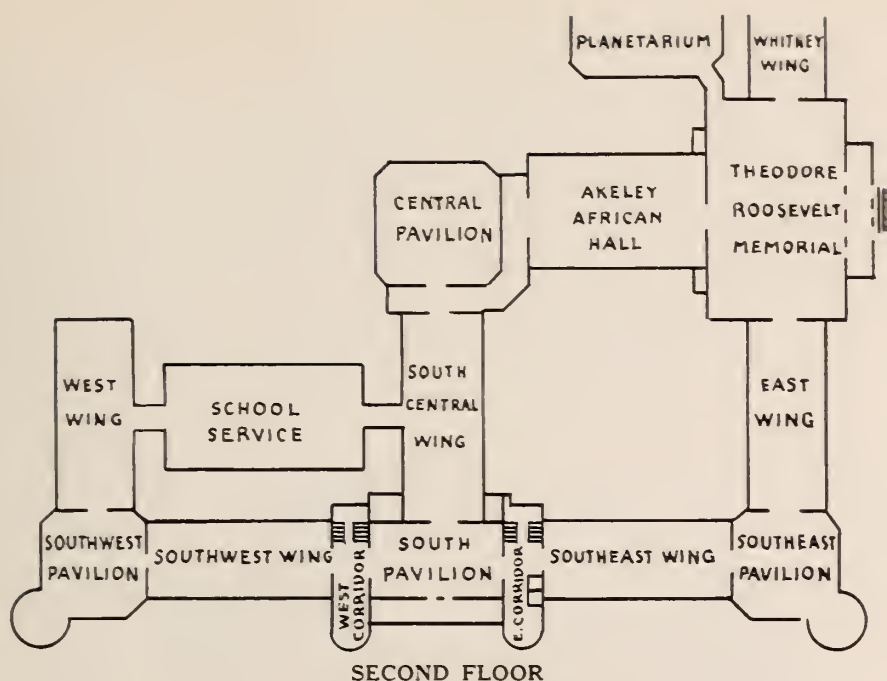 PLANETARIUM
WHITNEY
WING
THEODORE
ROOSEVELT
MEMORIAL
CENTRAL
PAVILION
AKELEY
AFRICAN
HALL
WEST
WING
SCHOOL
SERVICE
SOUTH
CENTRAL
WING
EAST
WING
SOUTHWEST
PAVILION
SOUTHWEST WING
WEST
CORRIDOR
SOUTH
PAVILION
E. CORRIDOR
SOUTHEAST WING
SOUTHEAST
PAVILION
SECOND FLOOR